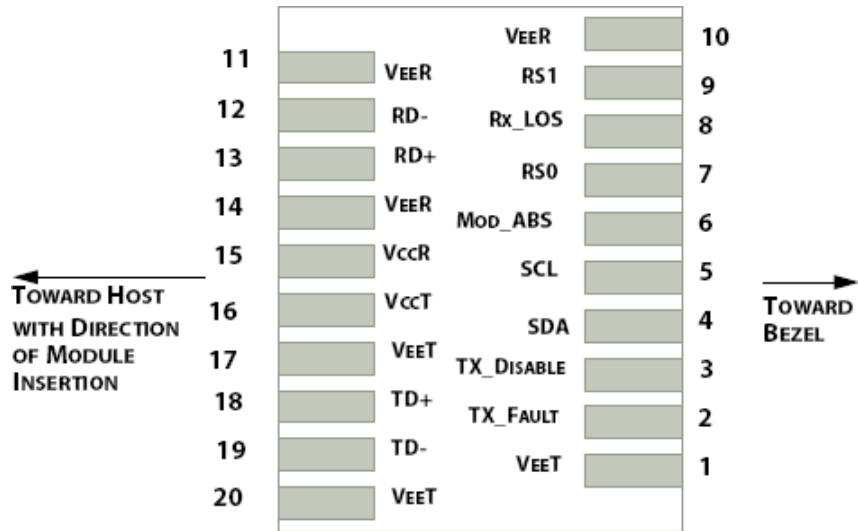 VEER 10
11 VEER
RS1 9
12 RD-
Rx_LOS 8
13 RD+
RS0 7
14 VEER
MOD_ABS 6
15 VccR
SCL 5
TOWARD HOST
WITH DIRECTION
OF MODULE
INSERTION
TOWARD
BEZEL
16 VccT
SDA 4
17 VEET
TX_DISABLE 3
18 TD+
TX_FAULT 2
19 TD-
VEET 1
20 VEET